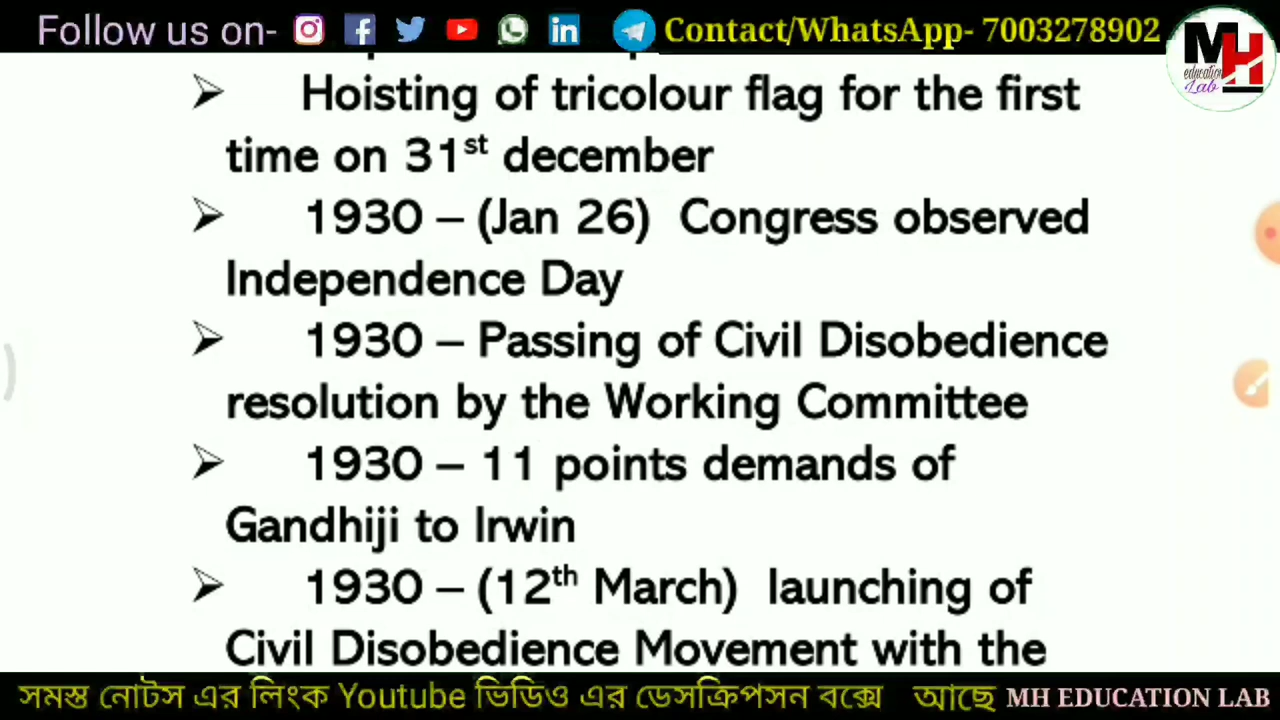 Follow us on- Contact/WhatsApp- 7003278902
MH
education
Lab
➢ Hoisting of tricolour flag for the first
time on 31st december
➢ 1930 – (Jan 26) Congress observed
Independence Day
➢ 1930 – Passing of Civil Disobedience
resolution by the Working Committee
➢ 1930 – 11 points demands of
Gandhiji to Irwin
➢ 1930 – (12th March) launching of
Civil Disobedience Movement with the
সমস্ত নোটস এর লিংক Youtube ভিডিও এর ডেসক্রিপসন বক্সে আছে MH EDUCATION LAB